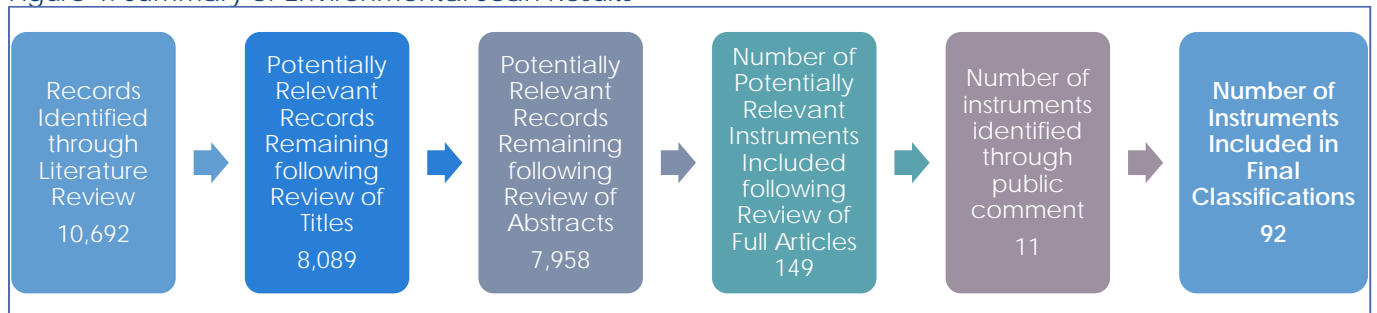 Records
Identified
through
Literature
Review
10,692
Potentially
Relevant
Records
Remaining
following
Review of
Titles
8,089
Potentially
Relevant
Records
Remaining
following
Review of
Abstracts
7,958
Number of
Potentially
Relevant
Instruments
Included
following
Review of
Full Articles
149
Number of
instruments
identified
through
public
comment
11
Number of
Instruments
Included in
Final
Classifications
92